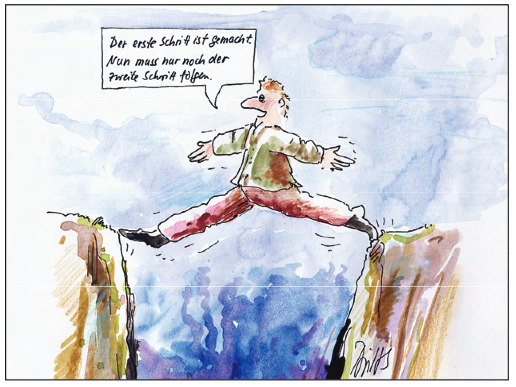 Der erste Schritt ist gemacht.
Nun muss nur noch der
zweite Schritt folgen.